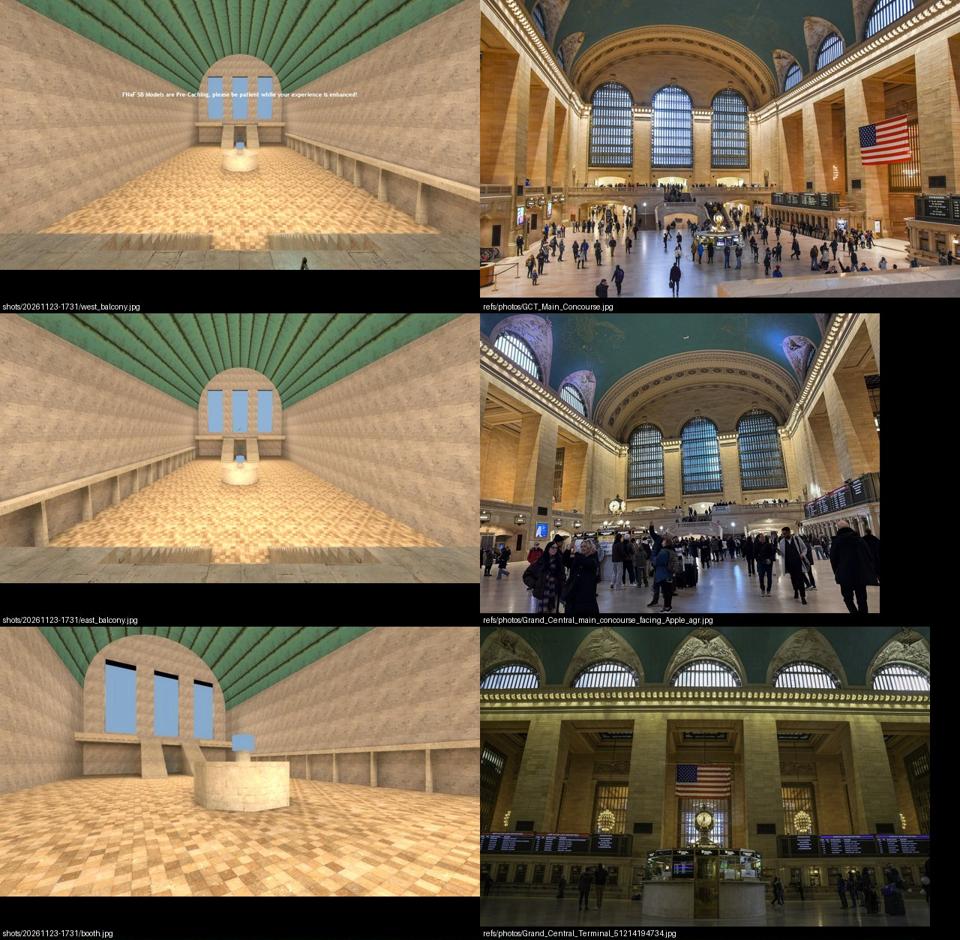 FNaF SB Models are Pre-Caching, please be patient while your experience is enhanced!
shots/20261123-1731/west_balcony.jpg
refs/photos/GCT_Main_Concourse.jpg
shots/20261123-1731/east_balcony.jpg
refs/photos/Grand_Central_main_concourse_facing_Apple_agr.jpg
shots/20261123-1731/booth.jpg
refs/photos/Grand_Central_Terminal_51214194734.jpg